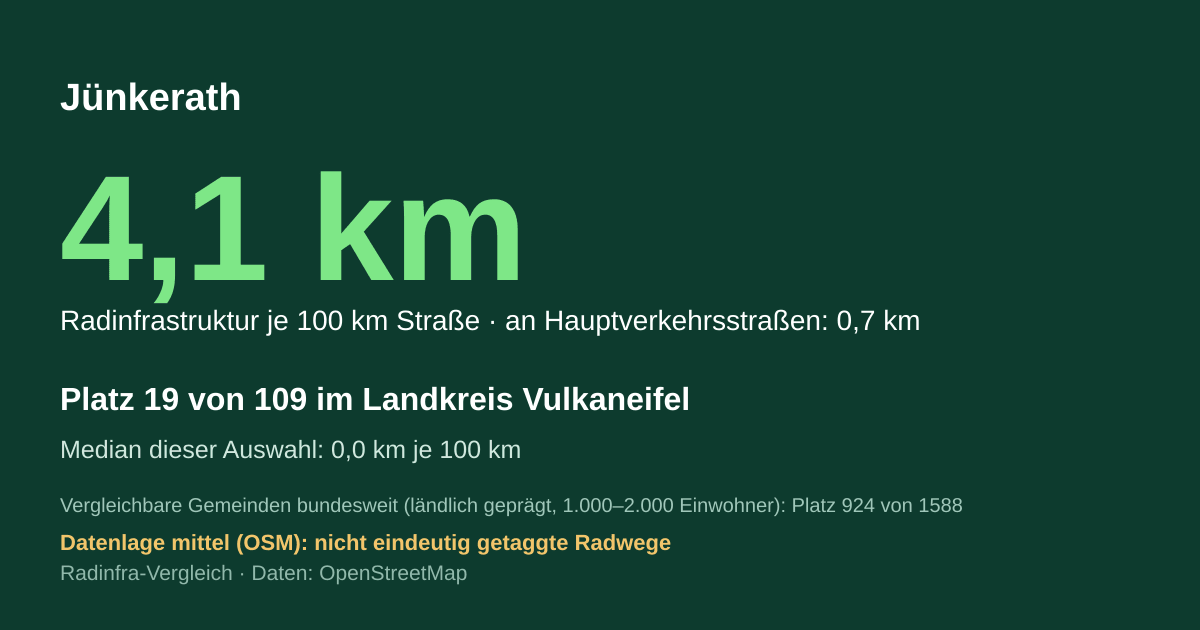 Jünkerath
4,1 km
Radinfrastruktur je 100 km Straße · an Hauptverkehrsstraßen: 0,7 km
Platz 19 von 109 im Landkreis Vulkaneifel
Median dieser Auswahl: 0,0 km je 100 km
Vergleichbare Gemeinden bundesweit (ländlich geprägt, 1.000–2.000 Einwohner): Platz 924 von 1588
Datenlage mittel (OSM): nicht eindeutig getaggte Radwege
Radinfra-Vergleich · Daten: OpenStreetMap